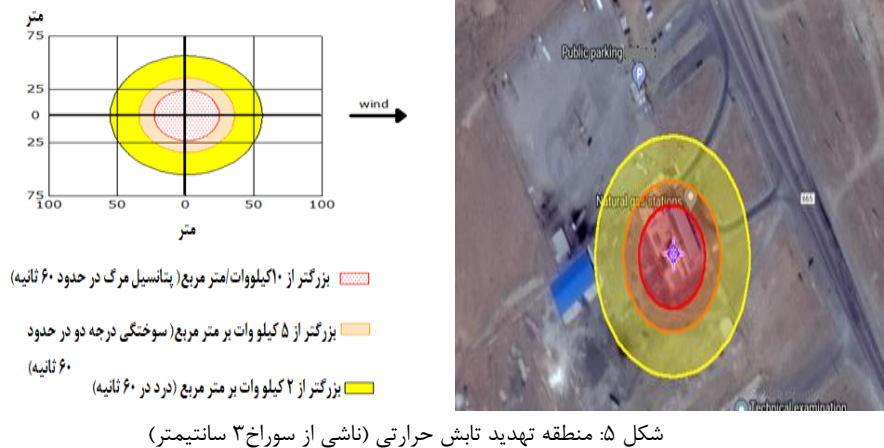 متر
75
25
0
25
75
100 50 0 50 100
متر
wind
بزرگتر از ۱۰کیلووات/متر مربع( پتانسیل مرگ در حدود ۶۰ ثانیه)
بزرگتر از ۵ کیلو وات بر متر مربع( سوختگی درجه دو در حدود
۶۰ ثانیه)
بزرگتر از ۲ کیلو وات بر متر مربع (درد در ۶۰ ثانیه)
Public parking
P
Natural gas stations
665
Technical examination
شکل ۵: منطقه تهدید تابش حرارتی (ناشی از سوراخ۳ سانتیمتر)